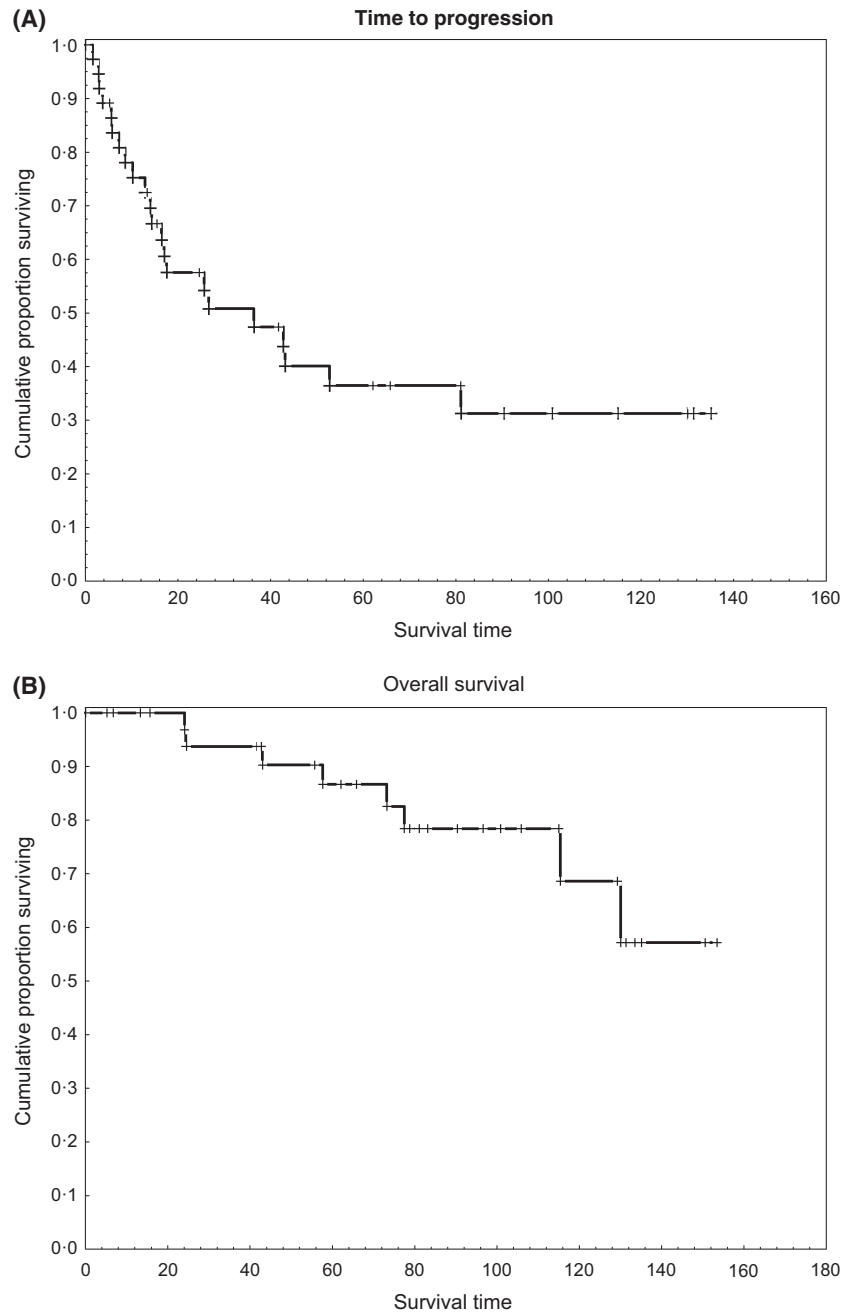 (A)
Time to progression
Cumulative proportion surviving
1·0
0·9
0·8
0·7
0·6
0·5
0·4
0·3
0·2
0·1
0·0
0 20 40 60 80 100 120 140 160
Survival time
(B)
Overall survival
Cumulative proportion surviving
1·0
0·9
0·8
0·7
0·6
0·5
0·4
0·3
0·2
0·1
0·0
0 20 40 60 80 100 120 140 160 180
Survival time